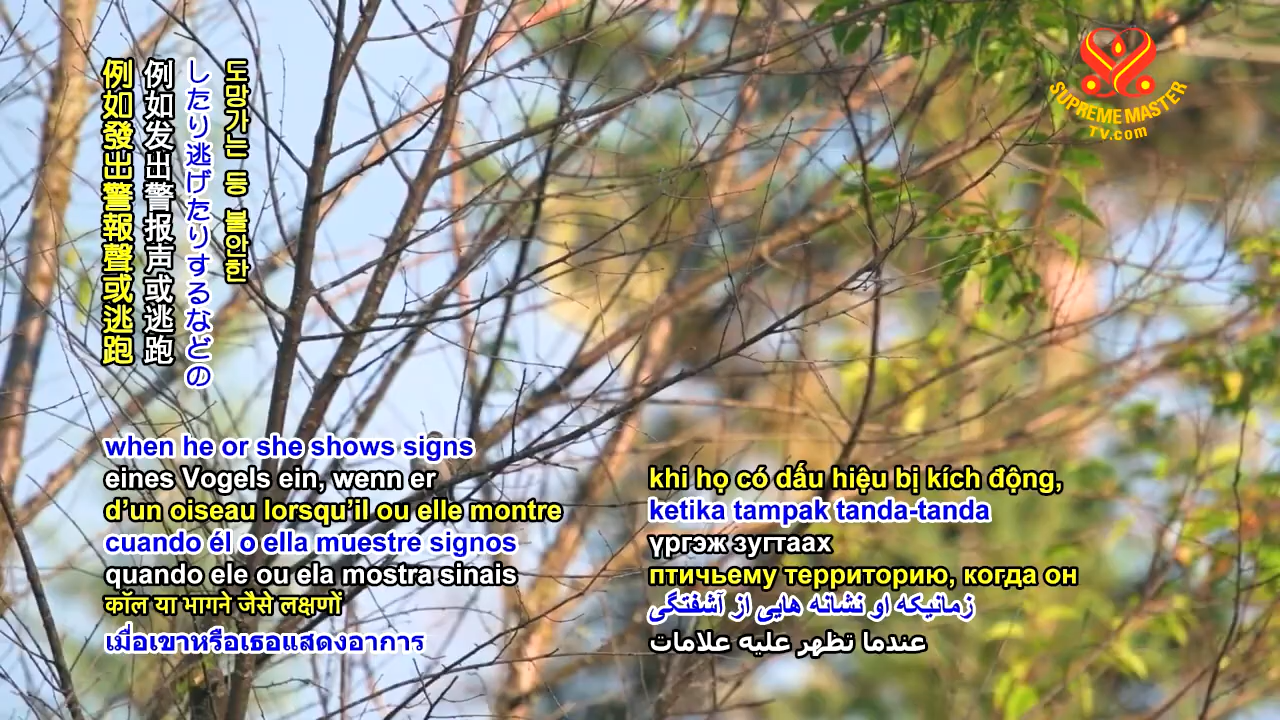 도망가는 등 불안한
したり逃げたりするなどの
例如发出警报声或逃跑
例如發出警報聲或逃跑
SUPREME MASTER
TV.com
when he or she shows signs
eines Vogels ein, wenn er
d’un oiseau lorsqu’il ou elle montre
cuando él o ella muestre signos
quando ele ou ela mostra sinais
कॉल या भागने जैसे लक्षणों
เมื่อเขาหรือเธอแสดงอาการ
khi họ có dấu hiệu bị kích động,
ketika tampak tanda-tanda
үргэж зугтаах
птичьему территорию, когда он
زمانیکه او نشانه هایی از آشفتگی
عندما تظهر عليه علامات